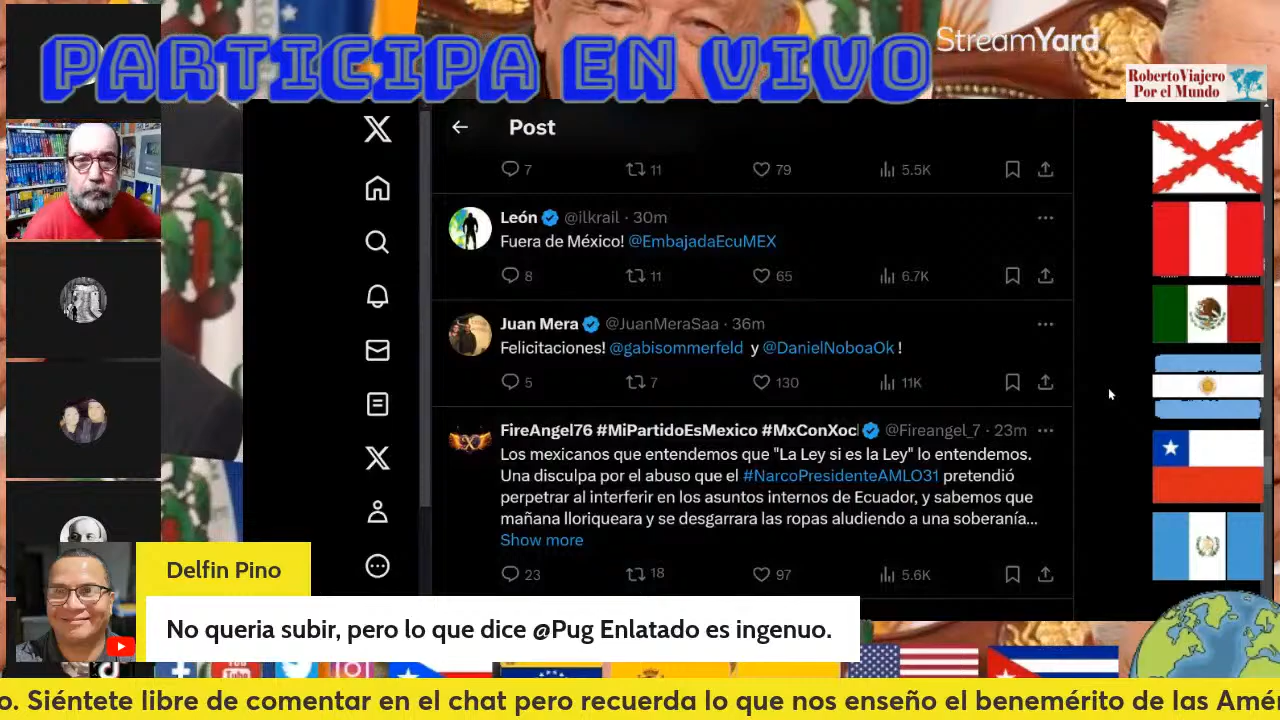 PARTICIPA EN VIVO
StreamYard
RobertoViajero
Por el Mundo
Post
7 11 79 5.5K
León @ilkrail · 30m
Fuera de México! @EmbajadaEcuMEX
8 11 65 6.7K
Juan Mera @JuanMeraSaa · 36m
Felicitaciones! @gabisommerfeld y @DanielNoboaOk !
5 7 130 11K
FireAngel76 #MiPartidoEsMexico #MxConXoc @Fireangel_7 · 23m
Los mexicanos que entendemos que "La Ley si es la Ley" lo entendemos.
Una disculpa por el abuso que el #NarcoPresidenteAMLO31 pretendió
perpetrar al interferir en los asuntos internos de Ecuador, y sabemos que
mañana lloriqueara y se desgarrara las ropas aludiendo a una soberanía...
Show more
23 18 97 5.6K
Delfin Pino
No queria subir, pero lo que dice @Pug Enlatado es ingenuo.
You
Tube
o. Siéntete libre de comentar en el chat pero recuerda lo que nos enseño el benemérito de las Amér